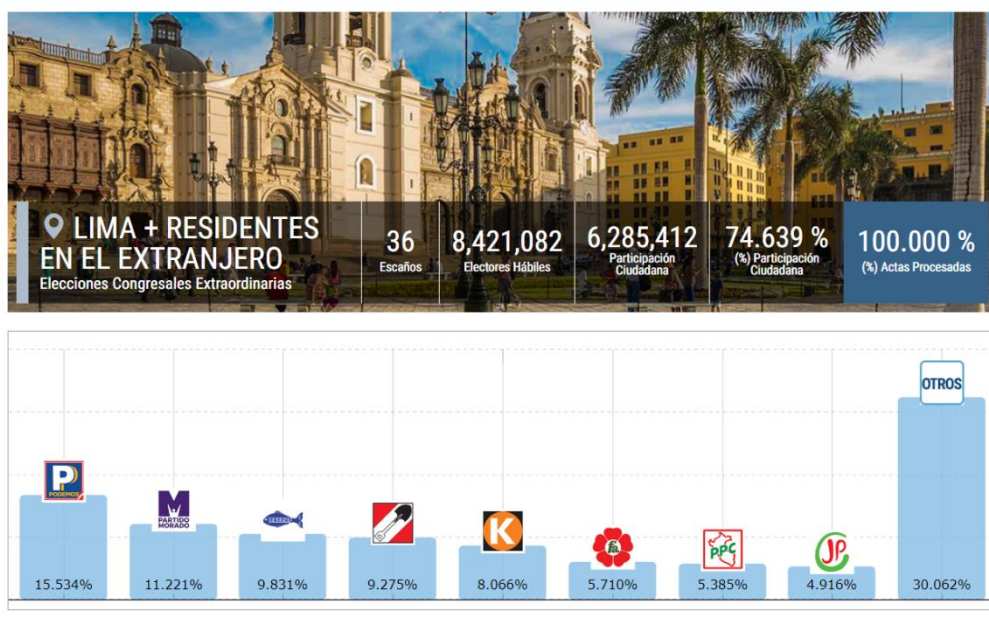 LIMA + RESIDENTES
EN EL EXTRANJERO
Elecciones Congresales Extraordinarias
36
Escaños
8,421,082
Electores Hábiles
6,285,412
Participación
Ciudadana
74.639 %
(%) Participación
Ciudadana
100.000 %
(%) Actas Procesadas
OTROS
P
PODEMOS
M
PARTIDO
MORADO
FREPAP
K
fa
PPC
JP
15.534%
11.221%
9.831%
9.275%
8.066%
5.710%
5.385%
4.916%
30.062%